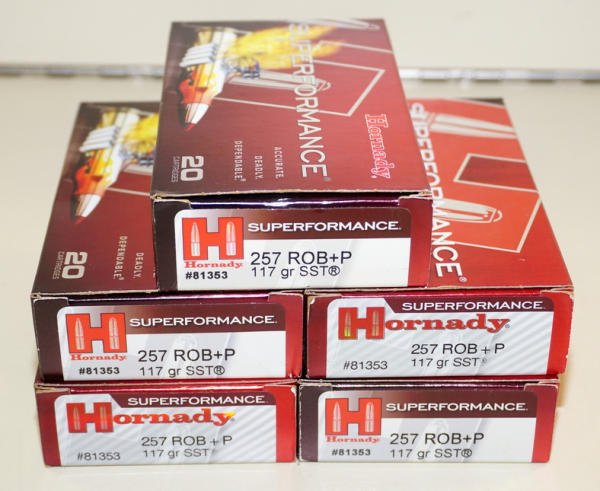 SUPERFORMANCE®
Hornady
ACCURATE.
DEADLY.
DEPENDABLE.®
20
CARTRIDGES
H
Hornady
#81353
SUPERFORMANCE
257 ROB+P
117 gr SST®
DEADLY.
DEPENDABLE®
20
CARTRIDGES
SUPERFORMANCE®
H
Hornady
#81353
SUPERFORMANCE
257 ROB+P
117 gr SST®
SUPERFORMANCE
Hornady
257 ROB+P
#81353
117 gr SST®
SUPERFORMANCE
Hornady
257 ROB+P
#81353
117 gr SST®
H
Hornady
#81353
SUPERFORMANCE
257 ROB+P
117 gr SST®